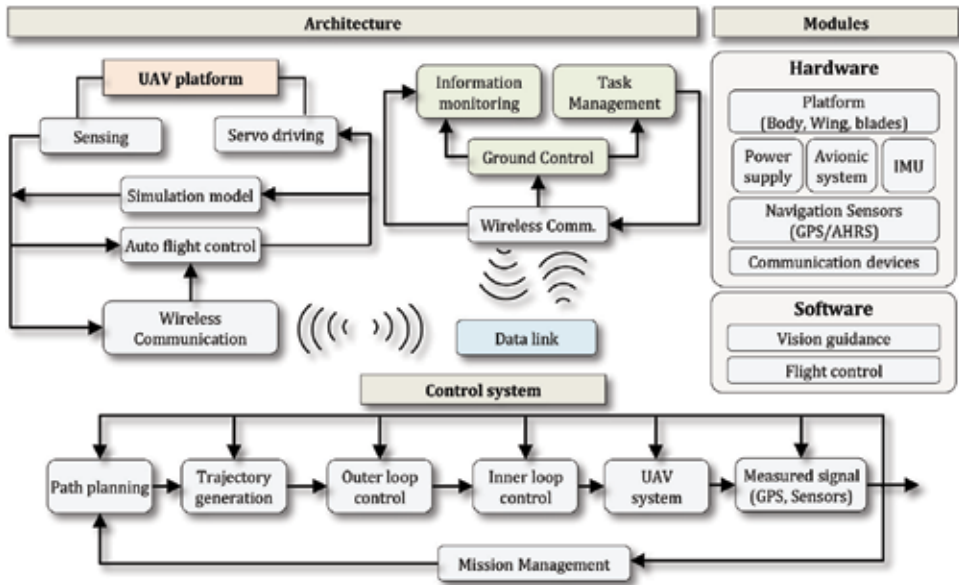 Architecture
UAV platform
Sensing
Servo driving
Simulation model
Auto flight control
Wireless
Communication
Information
monitoring
Task
Management
Ground Control
Wireless Comm.
Data link
Modules
Hardware
Platform
(Body, Wing, blades)
Power
supply
Avionic
system
IMU
Navigation Sensors
(GPS/AHRS)
Communication devices
Software
Vision guidance
Flight control
Control system
Path planning
Trajectory
generation
Outer loop
control
Inner loop
control
UAV
system
Measured signal
(GPS, Sensors)
Mission Management